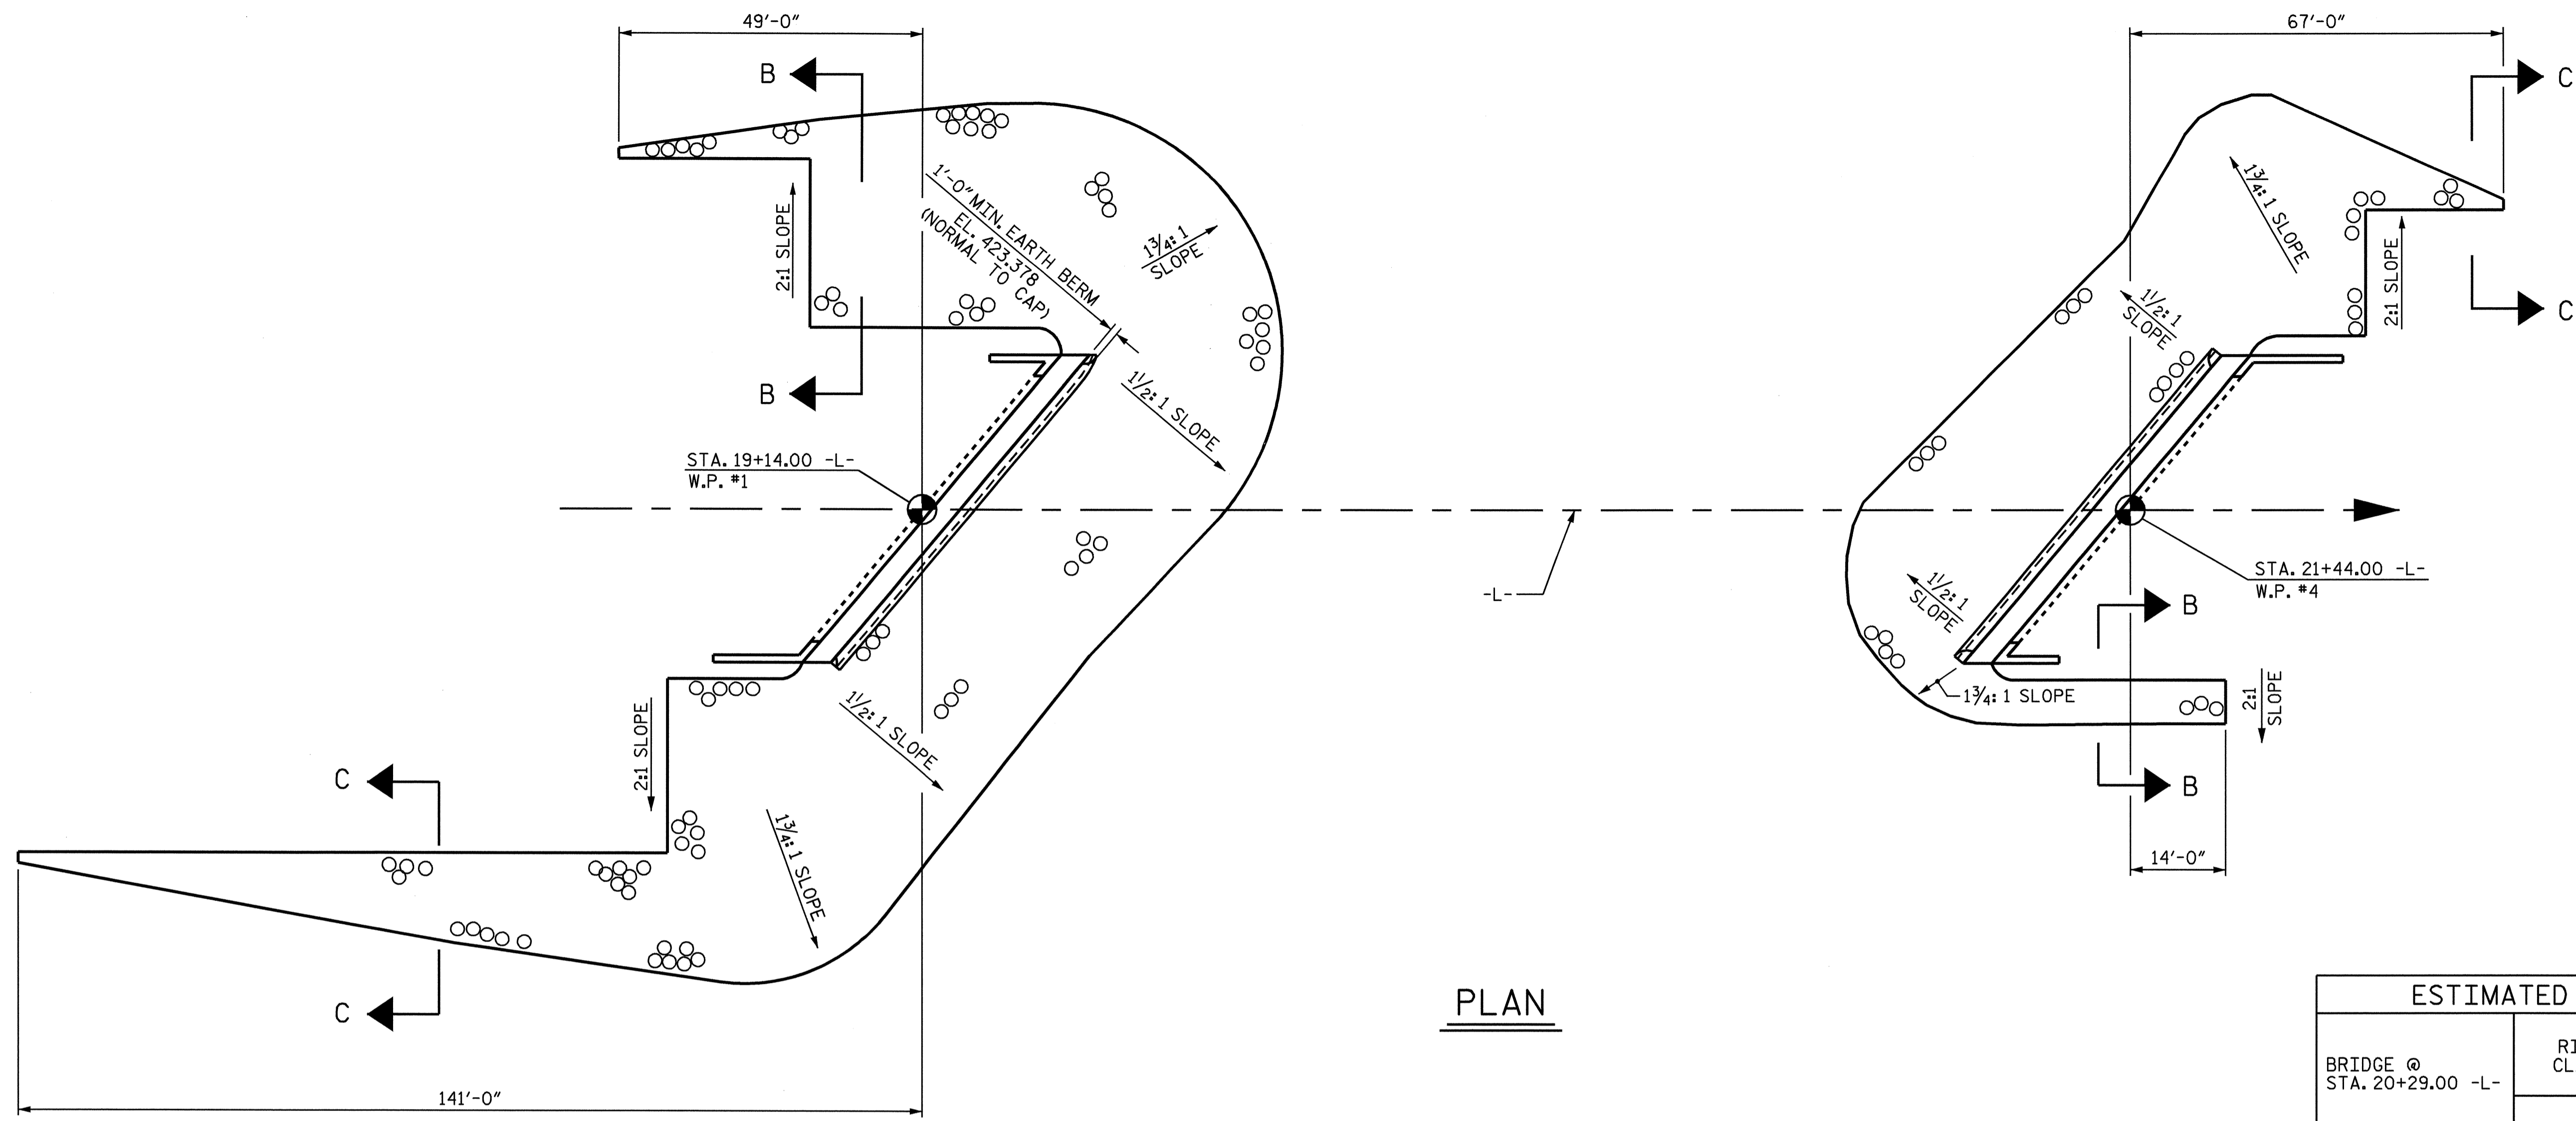 49'-0"
67'-0"
B
C
1'-0" MIN. EARTH BERM
EL. 423.378
(NORMAL TO CAP)
2:1 SLOPE
1¾:1
SLOPE
1¾:1 SLOPE
2:1 SLOPE
1½:1
SLOPE
C
B
1½:1 SLOPE
STA. 19+14.00 -L-
W.P. #1
-L-
STA. 21+44.00 -L-
W.P. #4
1½:1
SLOPE
B
1¾:1 SLOPE
2:1
SLOPE
2:1 SLOPE
1½:1 SLOPE
C
B
1¾:1 SLOPE
14'-0"
C
PLAN
141'-0"
ESTIMATED
BRIDGE @
STA. 20+29.00 -L-
RI
CL